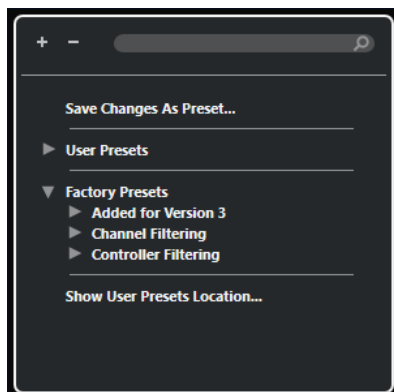 Save Changes As Preset...
User Presets
Factory Presets
Added for Version 3
Channel Filtering
Controller Filtering
Show User Presets Location...